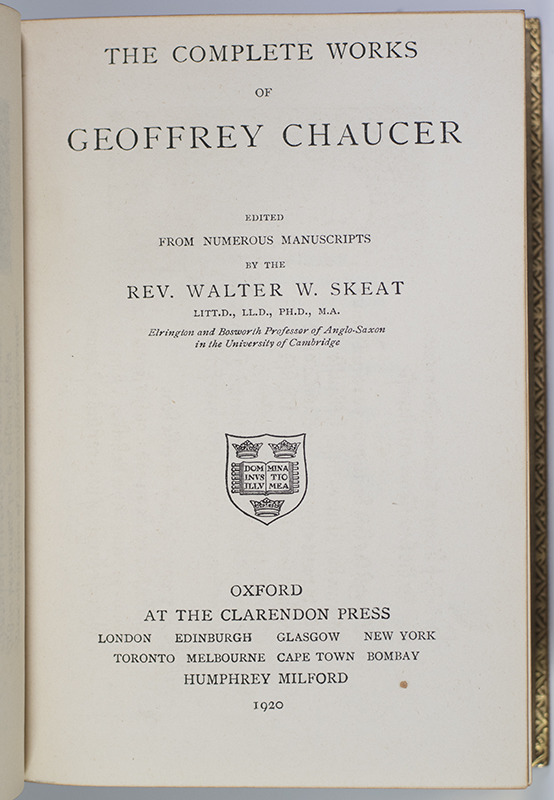 THE COMPLETE WORKS
OF
GEOFFREY CHAUCER
EDITED
FROM NUMEROUS MANUSCRIPTS
BY THE
REV. WALTER W. SKEAT
LITT.D., LL.D., PH.D., M.A.
Elrington and Bosworth Professor of Anglo-Saxon
in the University of Cambridge
DOM MINA
INVS TIO
ILLV MEA
OXFORD
AT THE CLARENDON PRESS
LONDON EDINBURGH GLASGOW NEW YORK
TORONTO MELBOURNE CAPE TOWN BOMBAY
HUMPHREY MILFORD
1920